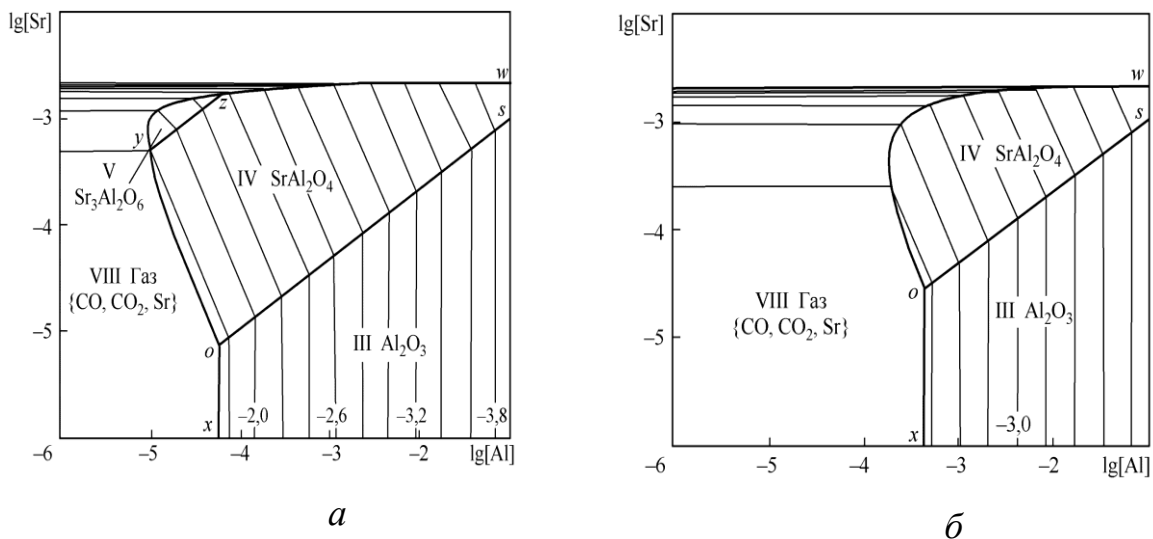 lg[Sr]
w
z
s
–3
y
V
Sr₃Al₂O₆
IV SrAl₂O₄
–4
VIII Газ
{CO, CO₂, Sr}
–5
o
III Al₂O₃
x
–2,0
–2,6
–3,2
–3,8
–6
–5
–4
–3
–2
lg[Al]
а
lg[Sr]
w
s
–3
IV SrAl₂O₄
–4
o
VIII Газ
{CO, CO₂, Sr}
III Al₂O₃
–5
x
–3,0
–6
–5
–4
–3
–2
lg[Al]
б